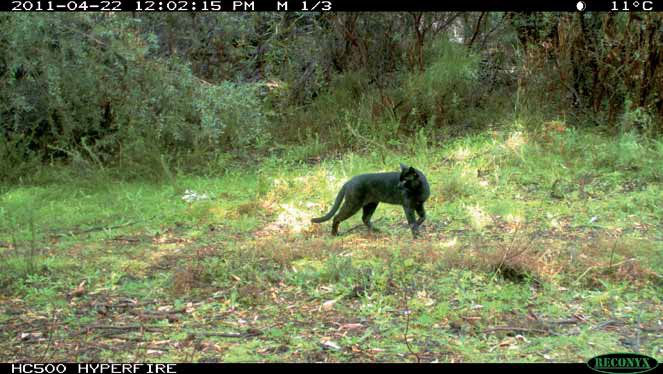 2011-04-22 12:02:15 PM M 1/3 11°C
HC500 HYPERFIRE RECONYX